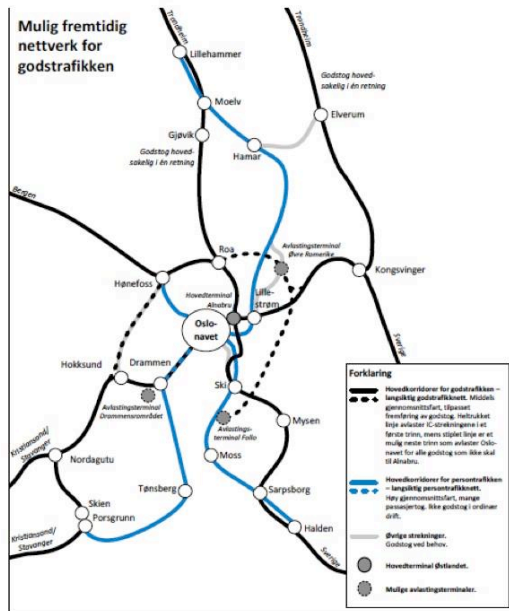 Mulig fremtidig
nettverk for
godstrafikken
Trondheim
Trondheim
Lillehammer
Moelv
Godstog hoved-
sakelig i én retning
Elverum
Gjøvik
Godstog hoved-
sakelig i én retning
Hamar
Bergen
Roa
Avlastingsterminal
Øvre Romerike
Kongsvinger
Hønefoss
Hovedterminal
Alnabru
Lille-
strøm
Oslo-
navet
Sverige
Hokksund
Drammen
Ski
Avlastingsterminal
Drammensområdet
Avlastings-
terminal Follo
Mysen
Kristiansand/
Stavanger
Nordagutu
Moss
Tønsberg
Sarpsborg
Skien
Porsgrunn
Halden
Kristiansand/
Stavanger
Sverige
Forklaring
Hovedkorridorer for godstrafikken –
langsiktig godstrafikknett. Middels
gjennomsnittsfart, tilpasset
fremføring av godstog. Heltrukket
linje avlaster IC-strekningene i et
første trinn, mens stiplet linje er et
mulig neste trinn som avlaster Oslo-
navet for alle godstog som ikke skal
til Alnabru.
Hovedkorridorer for persontrafikken
– langsiktig persontrafikknett.
Høy gjennomsnittsfart, mange
passasjertog. Ikke godstog i ordinær
drift.
Øvrige strekninger.
Godstog ved behov.
Hovedterminal Østlandet.
Mulige avlastingsterminaler.